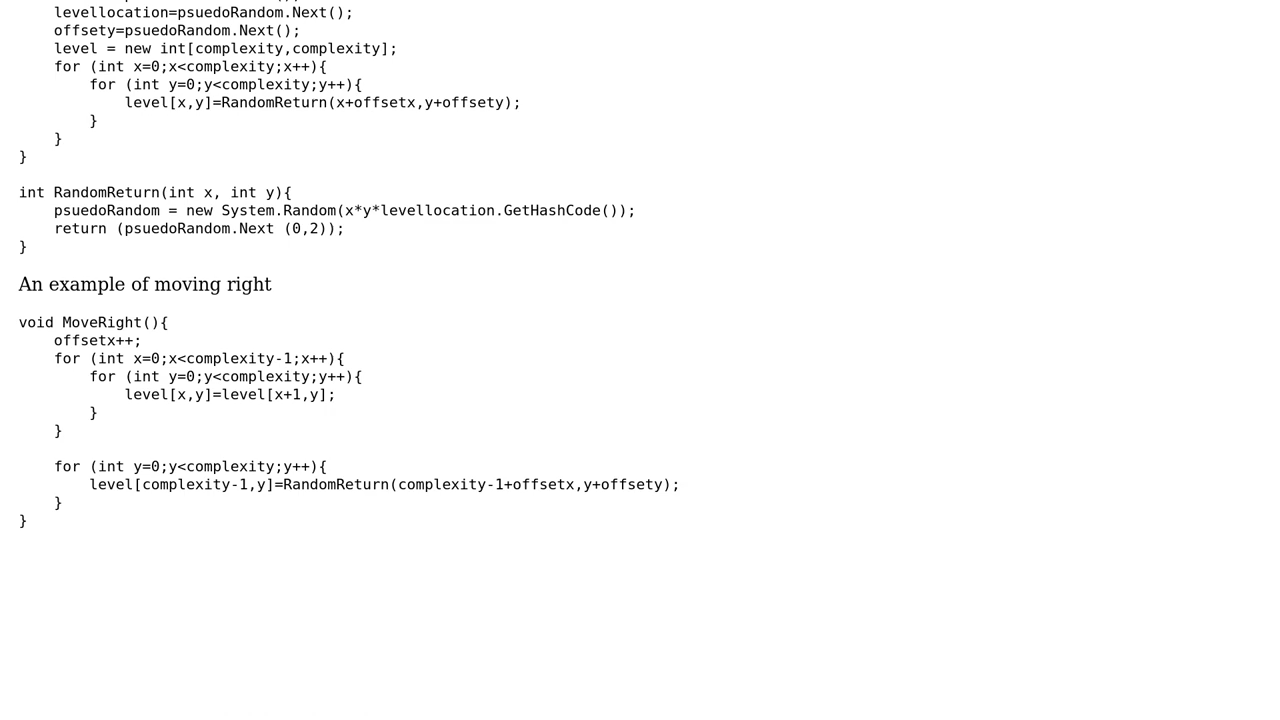 levellocation=psuedoRandom.Next();
    offsety=psuedoRandom.Next();
    level = new int[complexity,complexity];
    for (int x=0;x<complexity;x++){
        for (int y=0;y<complexity;y++){
            level[x,y]=RandomReturn(x+offsetx,y+offsety);
        }
    }
}

int RandomReturn(int x, int y){
    psuedoRandom = new System.Random(x*y*levellocation.GetHashCode());
    return (psuedoRandom.Next (0,2));
}

An example of moving right

void MoveRight(){
    offsetx++;
    for (int x=0;x<complexity-1;x++){
        for (int y=0;y<complexity;y++){
            level[x,y]=level[x+1,y];
        }
    }

    for (int y=0;y<complexity;y++){
        level[complexity-1,y]=RandomReturn(complexity-1+offsetx,y+offsety);
    }
}